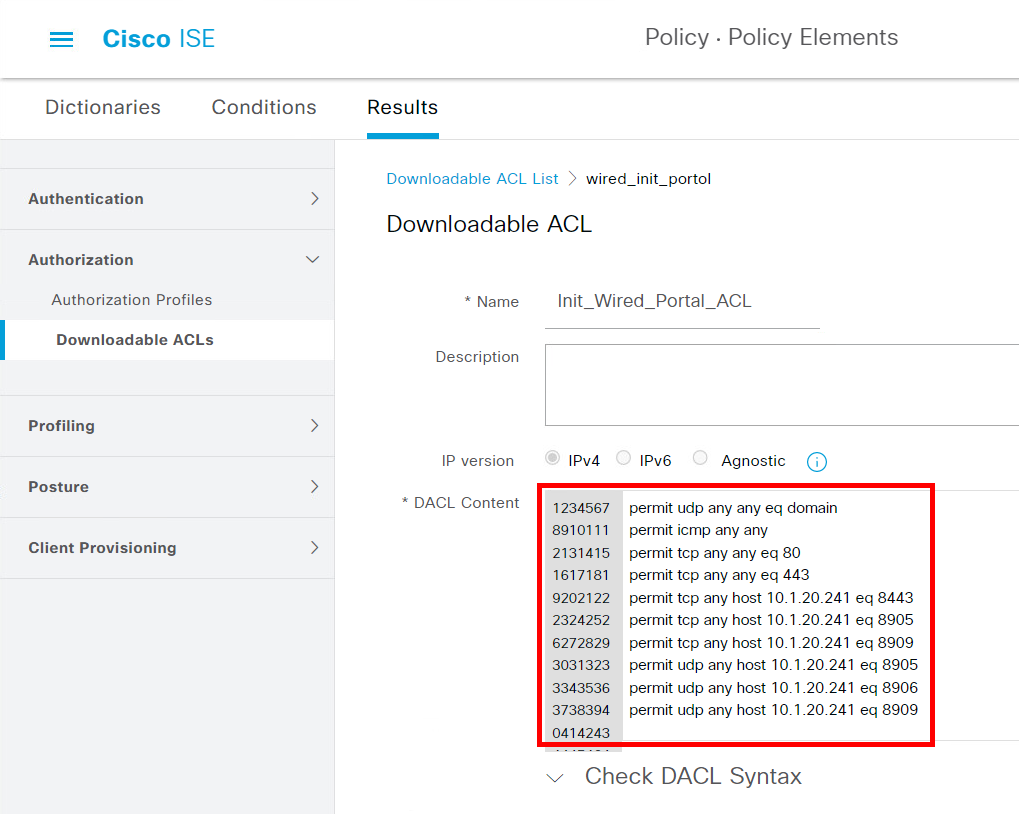 Cisco ISE
Policy · Policy Elements
Dictionaries
Conditions
Results
Authentication
Authorization
Authorization Profiles
Downloadable ACLs
Profiling
Posture
Client Provisioning
Downloadable ACL List > wired_init_portol
Downloadable ACL
* Name Init_Wired_Portal_ACL
Description
IP version IPv4 IPv6 Agnostic
* DACL Content
1234567 permit udp any any eq domain
8910111 permit icmp any any
2131415 permit tcp any any eq 80
1617181 permit tcp any any eq 443
9202122 permit tcp any host 10.1.20.241 eq 8443
2324252 permit tcp any host 10.1.20.241 eq 8905
6272829 permit tcp any host 10.1.20.241 eq 8909
3031323 permit udp any host 10.1.20.241 eq 8905
3343536 permit udp any host 10.1.20.241 eq 8906
3738394 permit udp any host 10.1.20.241 eq 8909
0414243
Check DACL Syntax